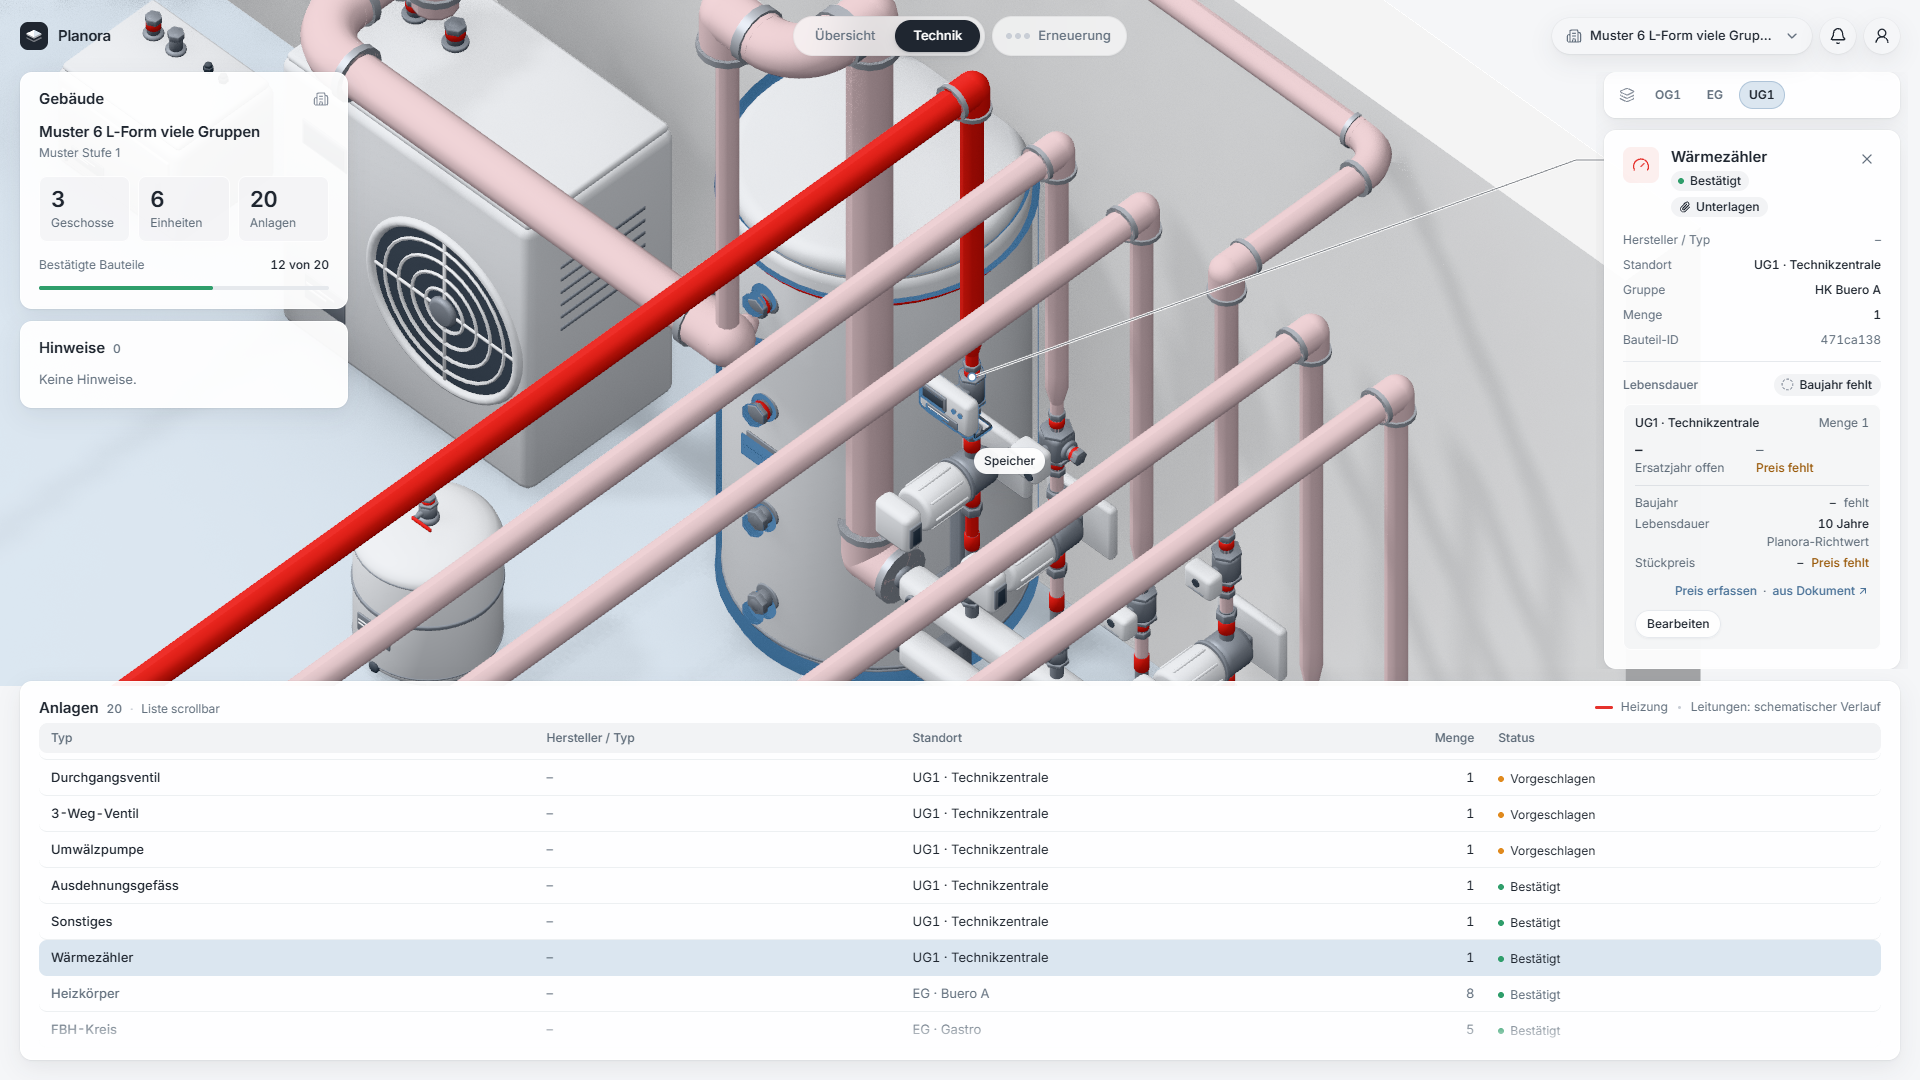 Planora
Übersicht
Technik
Erneuerung
Muster 6 L-Form viele Grup...
Gebäude
Muster 6 L-Form viele Gruppen
Muster Stufe 1
3
Geschosse
6
Einheiten
20
Anlagen
Bestätigte Bauteile
12 von 20
Hinweise 0
Keine Hinweise.
Speicher
OG1
EG
UG1
Wärmezähler
Bestätigt
Unterlagen
Hersteller / Typ –
Standort UG1 · Technikzentrale
Gruppe HK Buero A
Menge 1
Bauteil-ID 471ca138
Lebensdauer Baujahr fehlt
UG1 · Technikzentrale Menge 1
– –
Ersatzjahr offen Preis fehlt
Baujahr – fehlt
Lebensdauer 10 Jahre
Planora-Richtwert
Stückpreis – Preis fehlt
Preis erfassen · aus Dokument ↗
Bearbeiten
Anlagen 20 · Liste scrollbar
Heizung · Leitungen: schematischer Verlauf
Typ Hersteller / Typ Standort Menge Status
Durchgangsventil – UG1 · Technikzentrale 1 Vorgeschlagen
3-Weg-Ventil – UG1 · Technikzentrale 1 Vorgeschlagen
Umwälzpumpe – UG1 · Technikzentrale 1 Vorgeschlagen
Ausdehnungsgefäss – UG1 · Technikzentrale 1 Bestätigt
Sonstiges – UG1 · Technikzentrale 1 Bestätigt
Wärmezähler – UG1 · Technikzentrale 1 Bestätigt
Heizkörper – EG · Buero A 8 Bestätigt
FBH-Kreis – EG · Gastro 5 Bestätigt